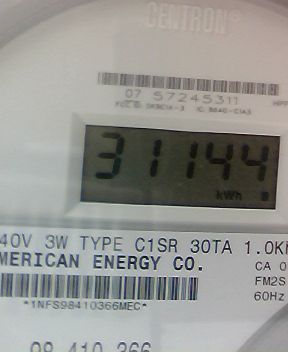 CENTRON®
07 57245311
31144
kWh
40V 3W TYPE C1SR 30TA 1.0K
MERICAN ENERGY CO.
CA 0
FM2S
60Hz
*1NFS98410366MEC*
98 410 366